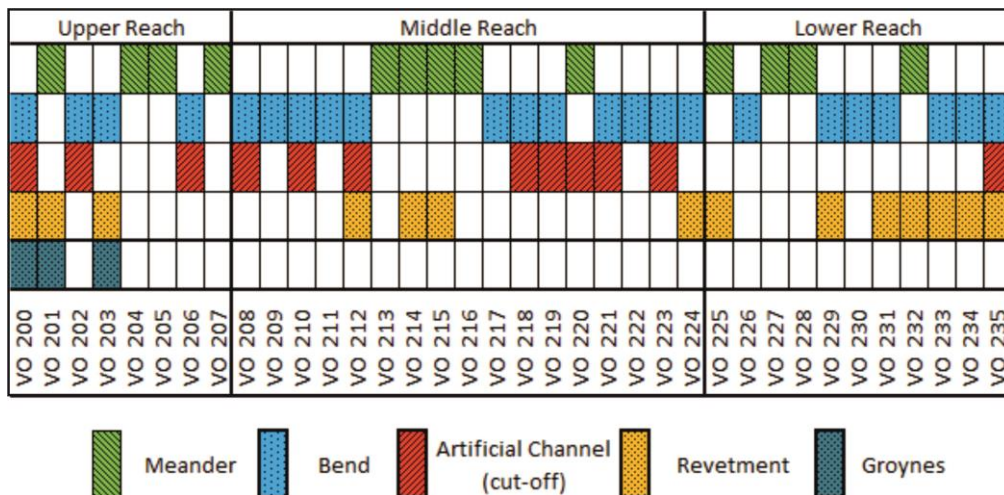 Upper Reach
Middle Reach
Lower Reach
VO 200
VO 201
VO 202
VO 203
VO 204
VO 205
VO 206
VO 207
VO 208
VO 209
VO 210
VO 211
VO 212
VO 213
VO 214
VO 215
VO 216
VO 217
VO 218
VO 219
VO 220
VO 221
VO 222
VO 223
VO 224
VO 225
VO 226
VO 227
VO 228
VO 229
VO 230
VO 231
VO 232
VO 233
VO 234
VO 235
Meander
Bend
Artificial Channel
(cut-off)
Revetment
Groynes